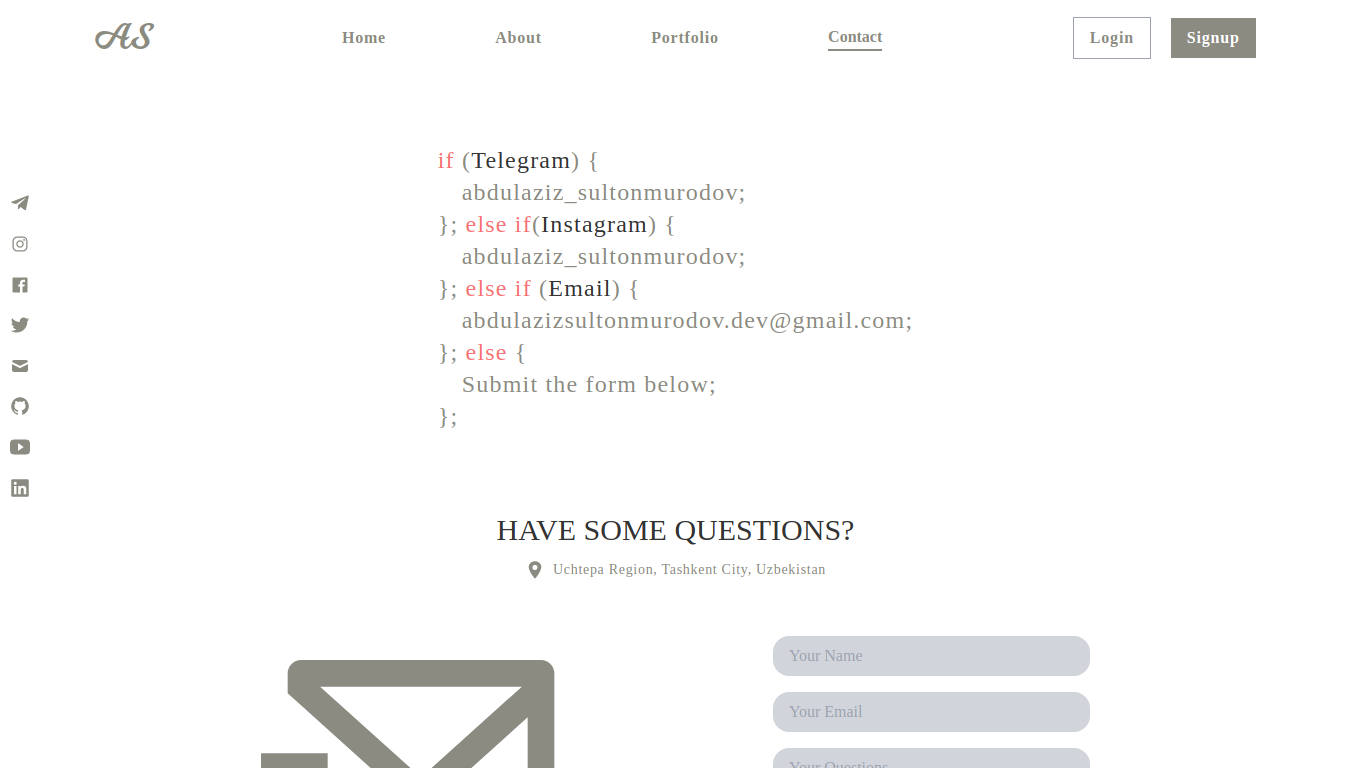 AS
Home
About
Portfolio
Contact
Login
Signup
if (Telegram) {
abdulaziz_sultonmurodov;
}; else if(Instagram) {
abdulaziz_sultonmurodov;
}; else if (Email) {
abdulazizsultonmurodov.dev@gmail.com;
}; else {
Submit the form below;
};
HAVE SOME QUESTIONS?
Uchtepa Region, Tashkent City, Uzbekistan
Your Name
Your Email
Your Questions